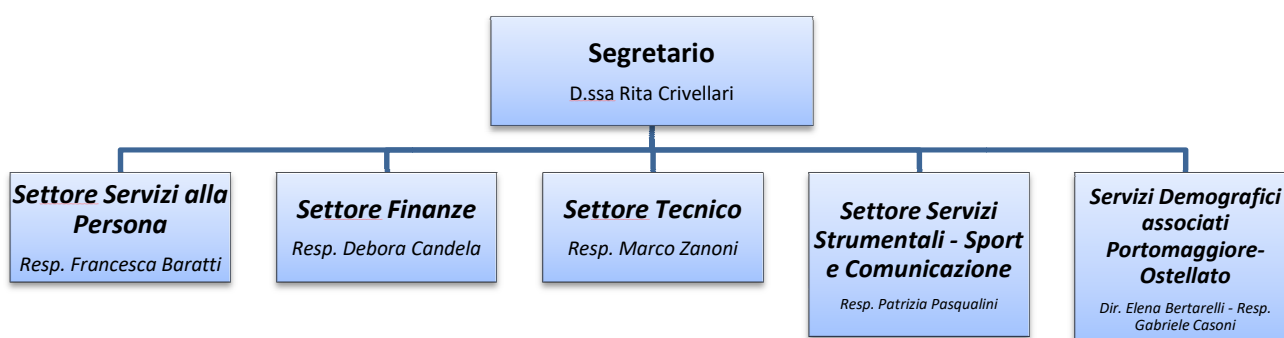 Segretario
D.ssa Rita Crivellari
Settore Servizi alla
Persona
Resp. Francesca Baratti
Settore Finanze
Resp. Debora Candela
Settore Tecnico
Resp. Marco Zanoni
Settore Servizi
Strumentali - Sport
e Comunicazione
Resp. Patrizia Pasqualini
Servizi Demografici
associati
Portomaggiore-
Ostellato
Dir. Elena Bertarelli - Resp.
Gabriele Casoni